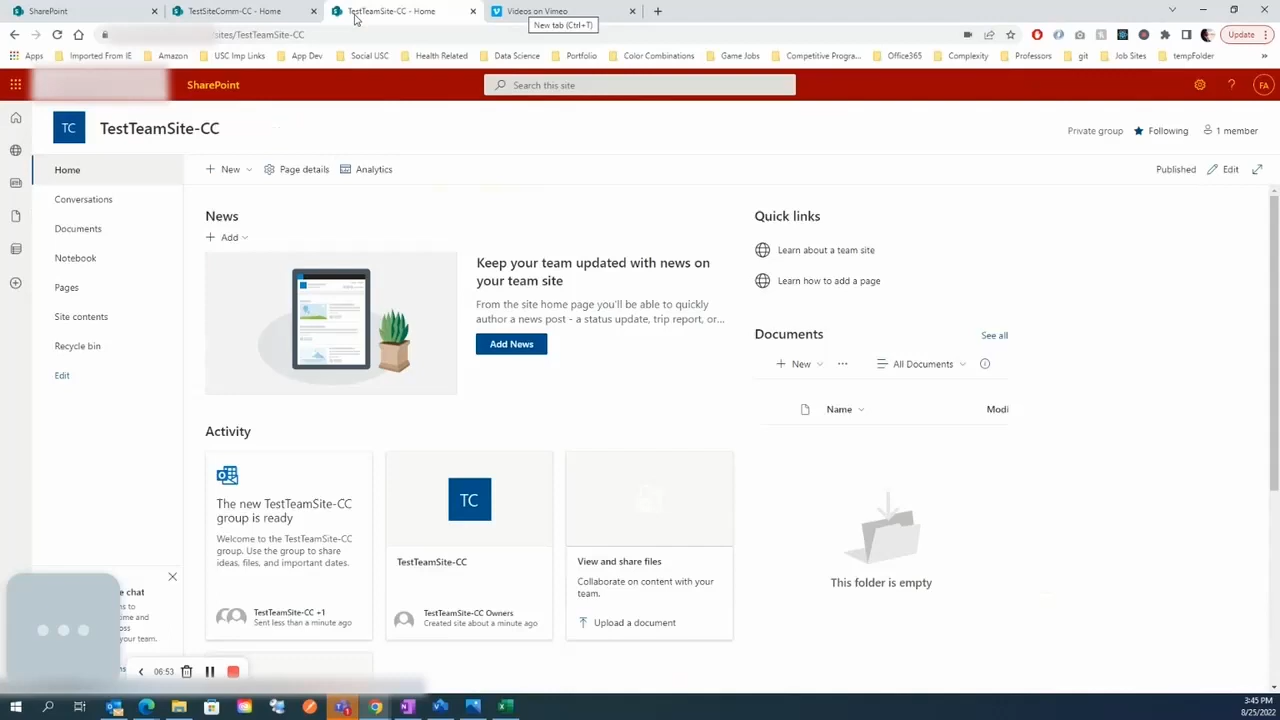 SharePoint
TestSiteComm-CC - Home
TestTeamSite-CC - Home
Videos on Vimeo
New tab (Ctrl+T)
/sites/TestTeamSite-CC
Update
Apps
Imported From IE
Amazon
USC Imp Links
App Dev
Social USC
Health Related
Data Science
Portfolio
Color Combinations
Game Jobs
Competitive Progra...
Office365
Complexity
Professors
git
Job Sites
tempFolder
»
SharePoint
Search this site
?
FA
TC
TestTeamSite-CC
Private group
Following
1 member
Home
Conversations
Documents
Notebook
Pages
Site contents
Recycle bin
Edit
New
Page details
Analytics
Published
Edit
News
Add
Keep your team updated with news on
your team site
From the site home page you'll be able to quickly
author a news post - a status update, trip report, or...
Add News
Quick links
Learn about a team site
Learn how to add a page
Documents
See all
New
All Documents
Name
Modi
This folder is empty
Activity
The new TestTeamSite-CC
group is ready
Welcome to the TestTeamSite-CC
group. Use the group to share
ideas, files, and important dates.
TestTeamSite-CC +1
Sent less than a minute ago
TC
TestTeamSite-CC
TestTeamSite-CC Owners
Created site about a minute ago
View and share files
Collaborate on content with your
team.
Upload a document
e chat
ns to
ome and
oss
your team.
06:53
3:45 PM
8/25/2022